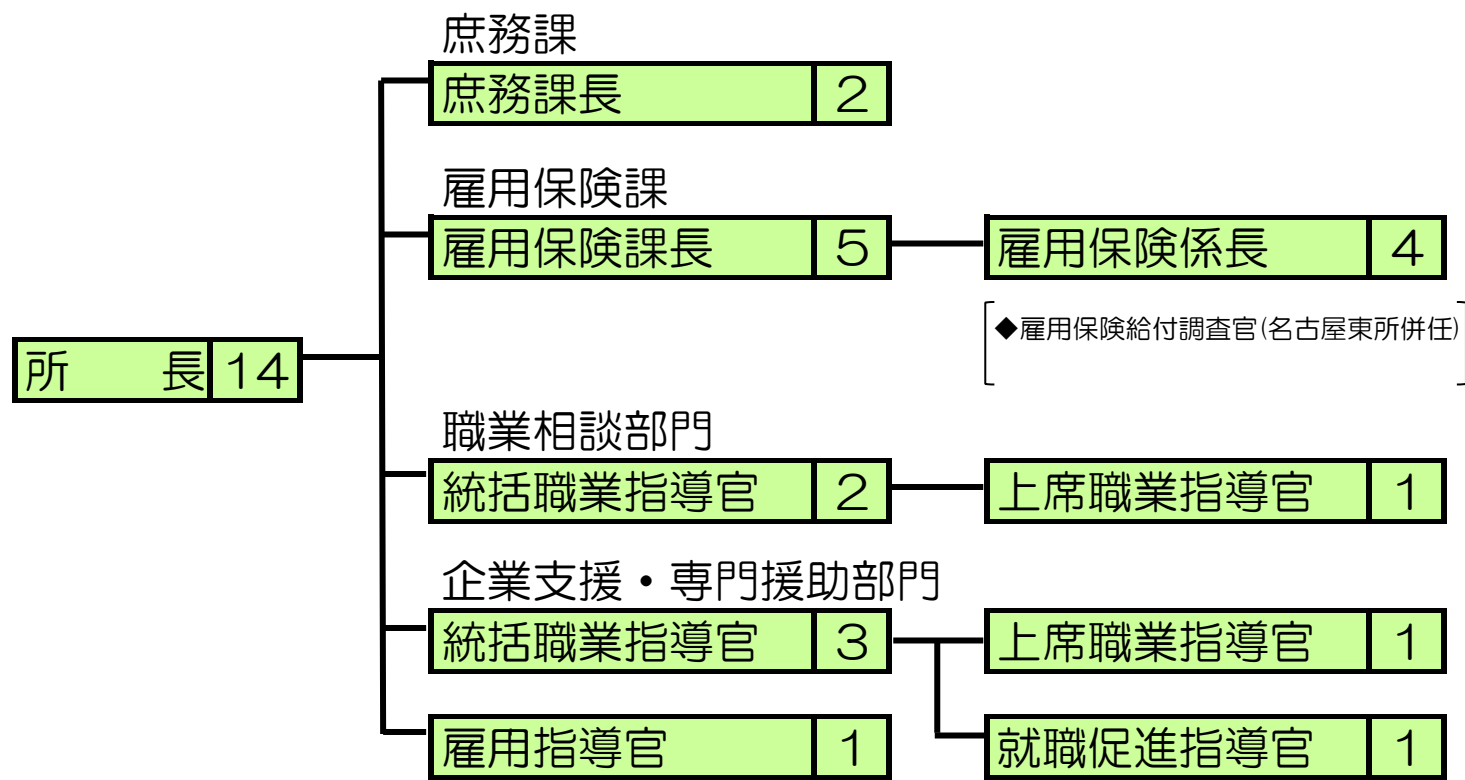 庶務課
庶務課長 2
雇用保険課
雇用保険課長 5 雇用保険係長 4
◆雇用保険給付調査官(名古屋東所併任)
所　　長 14
職業相談部門
統括職業指導官 2 上席職業指導官 1
企業支援・専門援助部門
統括職業指導官 3 上席職業指導官 1
雇用指導官 1 就職促進指導官 1